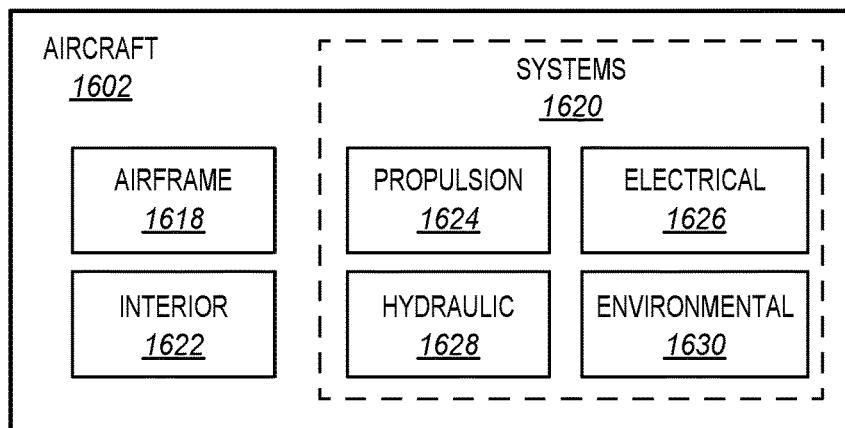 AIRCRAFT
1602
SYSTEMS
1620
AIRFRAME
1618
PROPULSION
1624
ELECTRICAL
1626
INTERIOR
1622
HYDRAULIC
1628
ENVIRONMENTAL
1630